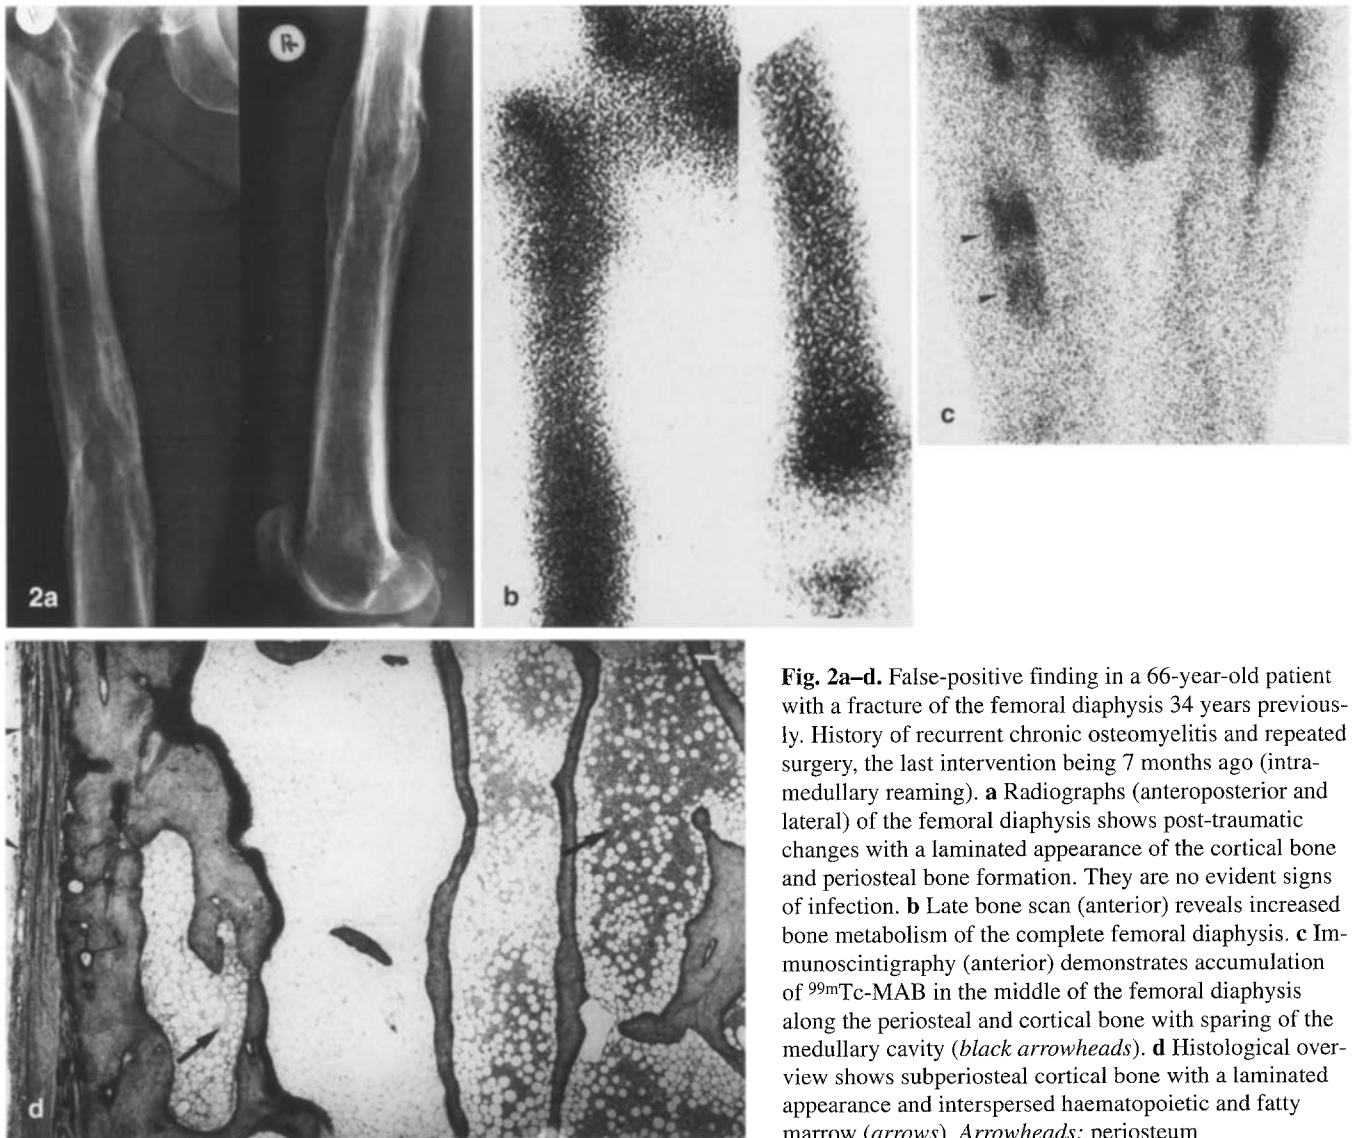 R
2a
b
c
d
Fig. 2a–d. False-positive finding in a 66-year-old patient
with a fracture of the femoral diaphysis 34 years previous-
ly. History of recurrent chronic osteomyelitis and repeated
surgery, the last intervention being 7 months ago (intra-
medullary reaming). a Radiographs (anteroposterior and
lateral) of the femoral diaphysis shows post-traumatic
changes with a laminated appearance of the cortical bone
and periosteal bone formation. They are no evident signs
of infection. b Late bone scan (anterior) reveals increased
bone metabolism of the complete femoral diaphysis. c Im-
munoscintigraphy (anterior) demonstrates accumulation
of 99mTc-MAB in the middle of the femoral diaphysis
along the periosteal and cortical bone with sparing of the
medullary cavity (black arrowheads). d Histological over-
view shows subperiosteal cortical bone with a laminated
appearance and interspersed haematopoietic and fatty
marrow (arrows). Arrowheads: periosteum